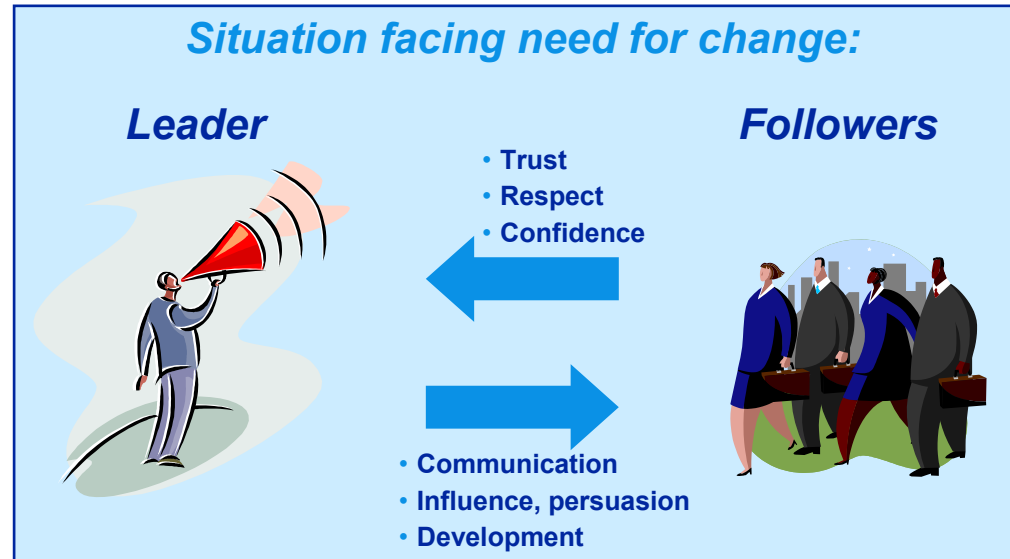 Situation facing need for change:
Leader
Followers
• Trust
• Respect
• Confidence
• Communication
• Influence, persuasion
• Development